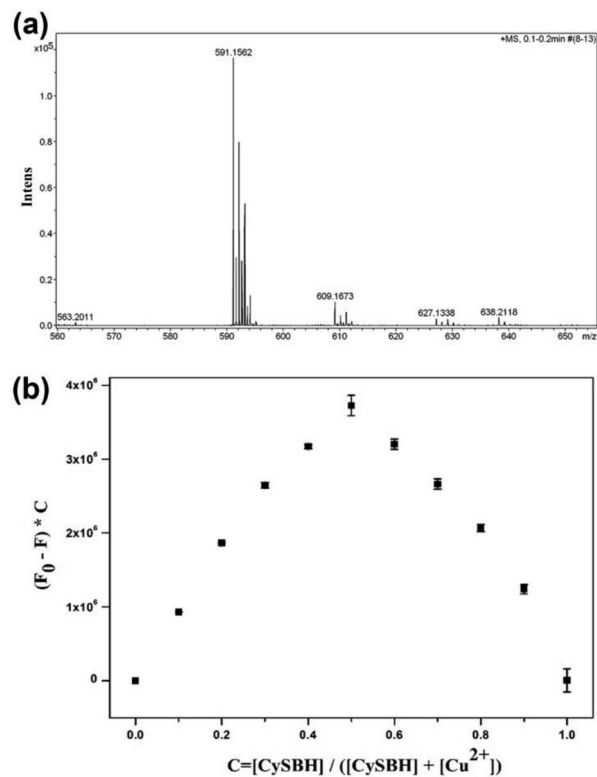 (a)
+MS, 0.1-0.2min #(8-13)
x10⁵
1.0
0.8
0.6
0.4
0.2
0.0
Intens
591.1562
563.2011
609.1673
627.1338
638.2118
560 570 580 590 600 610 620 630 640 650 m/z
(b)
4x10⁶
3x10⁶
2x10⁶
1x10⁶
0
(F₀ - F) * C
0.0 0.2 0.4 0.6 0.8 1.0
C=[CySBH] / ([CySBH] + [Cu²⁺])